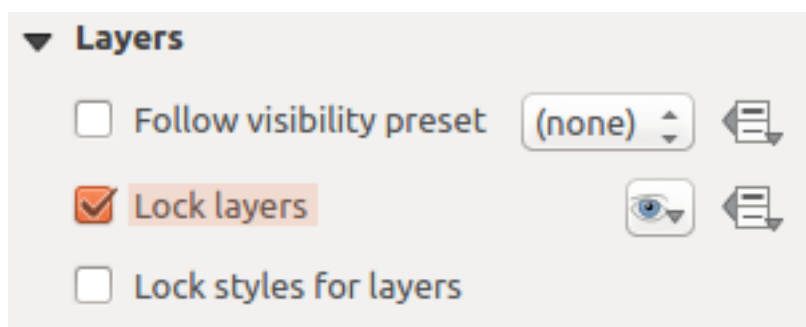 Layers
Follow visibility preset (none)
Lock layers
Lock styles for layers